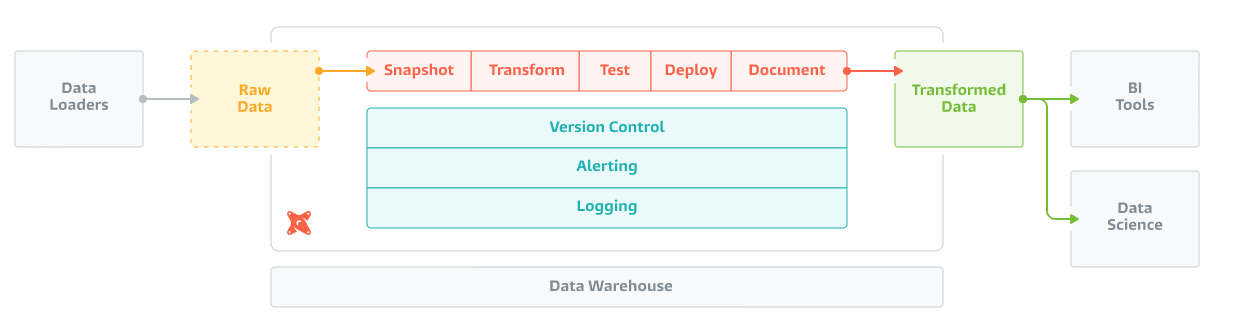 Data
Loaders
Raw
Data
Snapshot
Transform
Test
Deploy
Document
Version Control
Alerting
Logging
Transformed
Data
BI
Tools
Data
Science
Data Warehouse